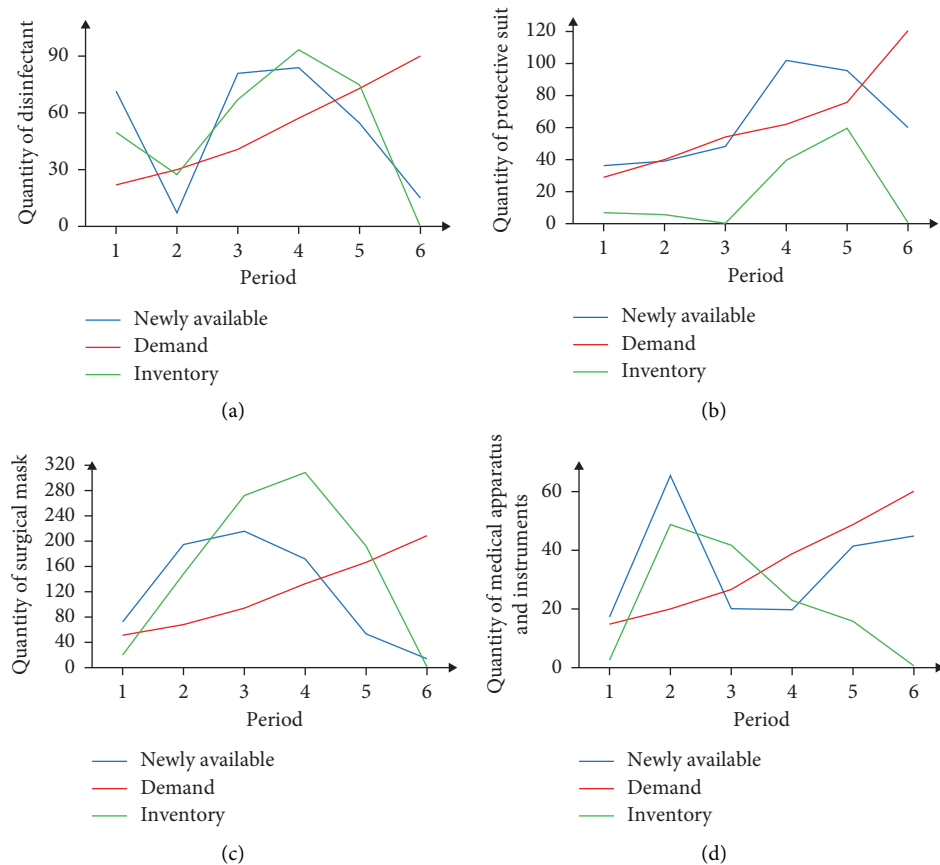 Quantity of disinfectant
90
60
30
0
1 2 3 4 5 6
Period
Newly available
Demand
Inventory
(a)
Quantity of protective suit
120
100
80
60
40
20
0
1 2 3 4 5 6
Period
Newly available
Demand
Inventory
(b)
Quantity of surgical mask
320
280
240
200
160
120
80
40
0
1 2 3 4 5 6
Period
Newly available
Demand
Inventory
(c)
Quantity of medical apparatus
and instruments
60
40
20
0
1 2 3 4 5 6
Period
Newly available
Demand
Inventory
(d)